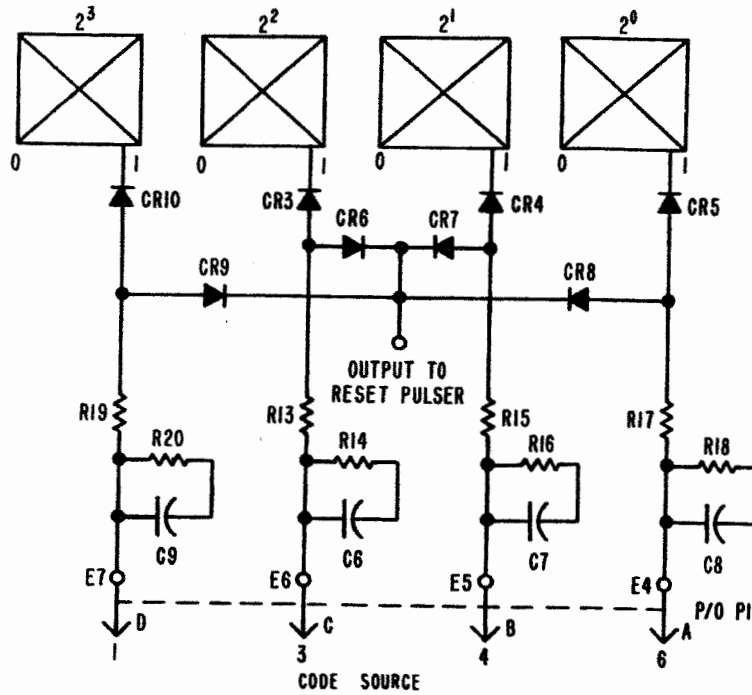 2³ 2² 2¹ 2⁰
0 1 0 1 0 1 0 1
CR10 CR3 CR4 CR5
CR6 CR7
CR9 CR8
OUTPUT TO
RESET PULSER
R19 R13 R15 R17
R20 R14 R16 R18
C9 C6 C7 C8
E7 E6 E5 E4
P/O P1
D C B A
1 3 4 6
CODE SOURCE